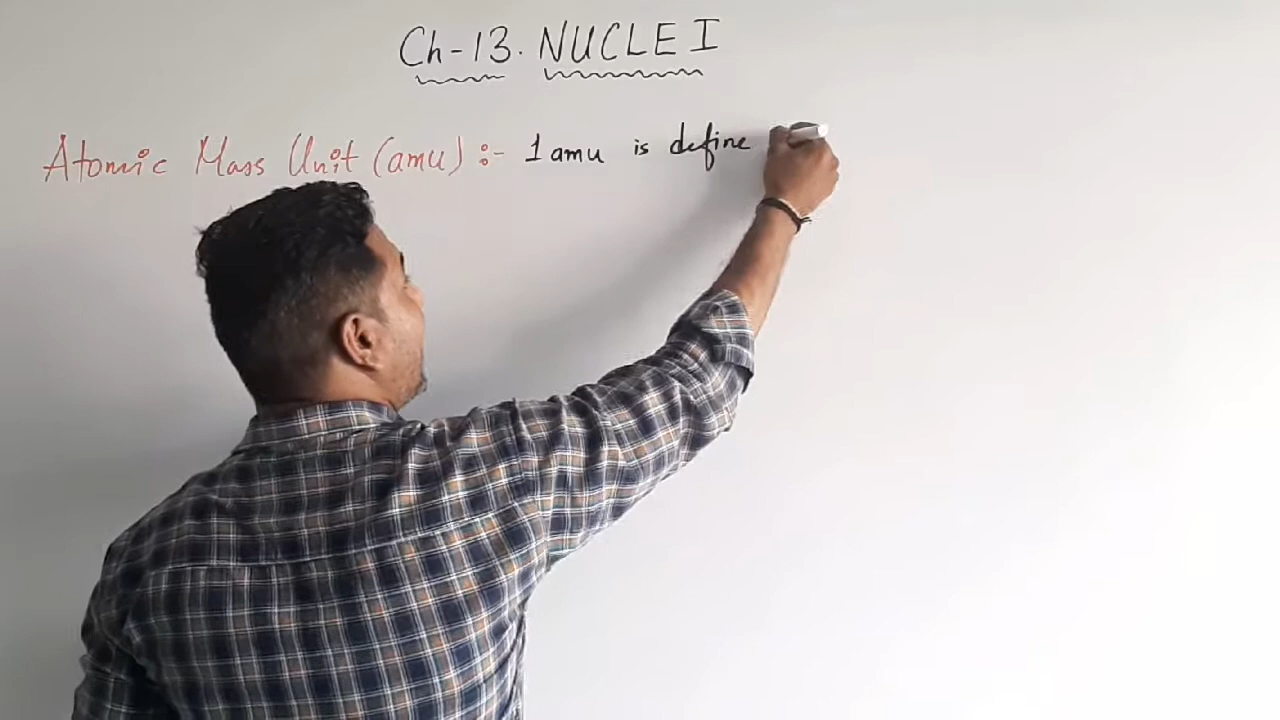 Ch-13. NUCLEI
Atomic Mass Unit (amu) :- 1 amu is define